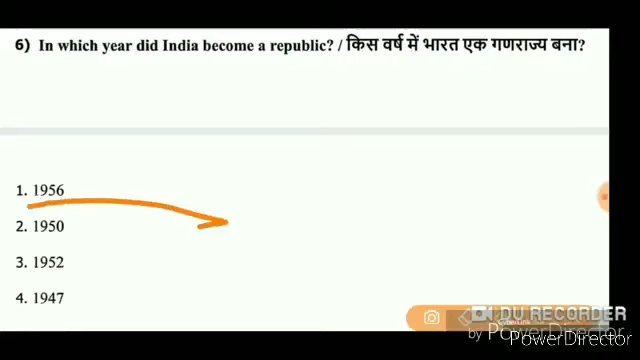 6) In which year did India become a republic? / किस वर्ष में भारत एक गणराज्य बना?
1. 1956
2. 1950
3. 1952
4. 1947
DU RECORDER
by PowerDirector
PowerDirector